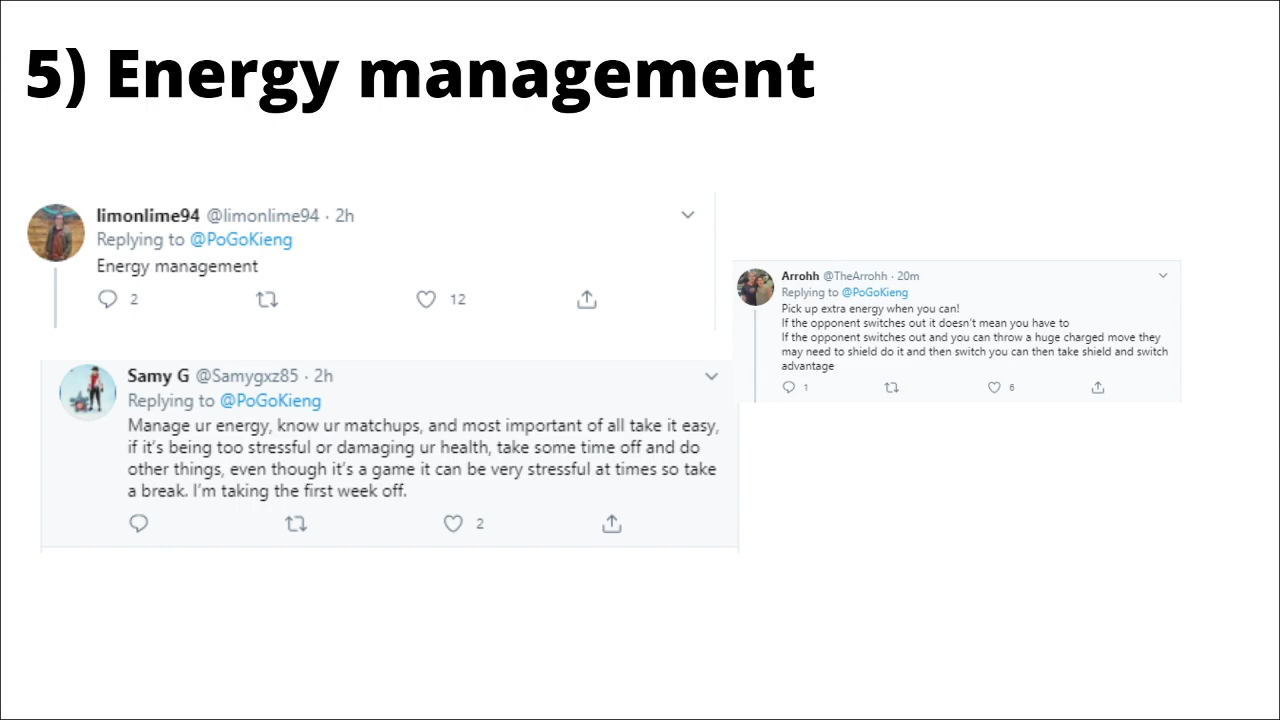 5) Energy management
limonlime94 @limonlime94 · 2h
Replying to @PoGoKieng
Energy management
2 12
Samy G @Samygxz85 · 2h
Replying to @PoGoKieng
Manage ur energy, know ur matchups, and most important of all take it easy,
if it's being too stressful or damaging ur health, take some time off and do
other things, even though it's a game it can be very stressful at times so take
a break. I'm taking the first week off.
2
Arrohh @TheArrohh · 20m
Replying to @PoGoKieng
Pick up extra energy when you can!
If the opponent switches out it doesn't mean you have to
If the opponent switches out and you can throw a huge charged move they
may need to shield do it and then switch you can then take shield and switch
advantage
1 6